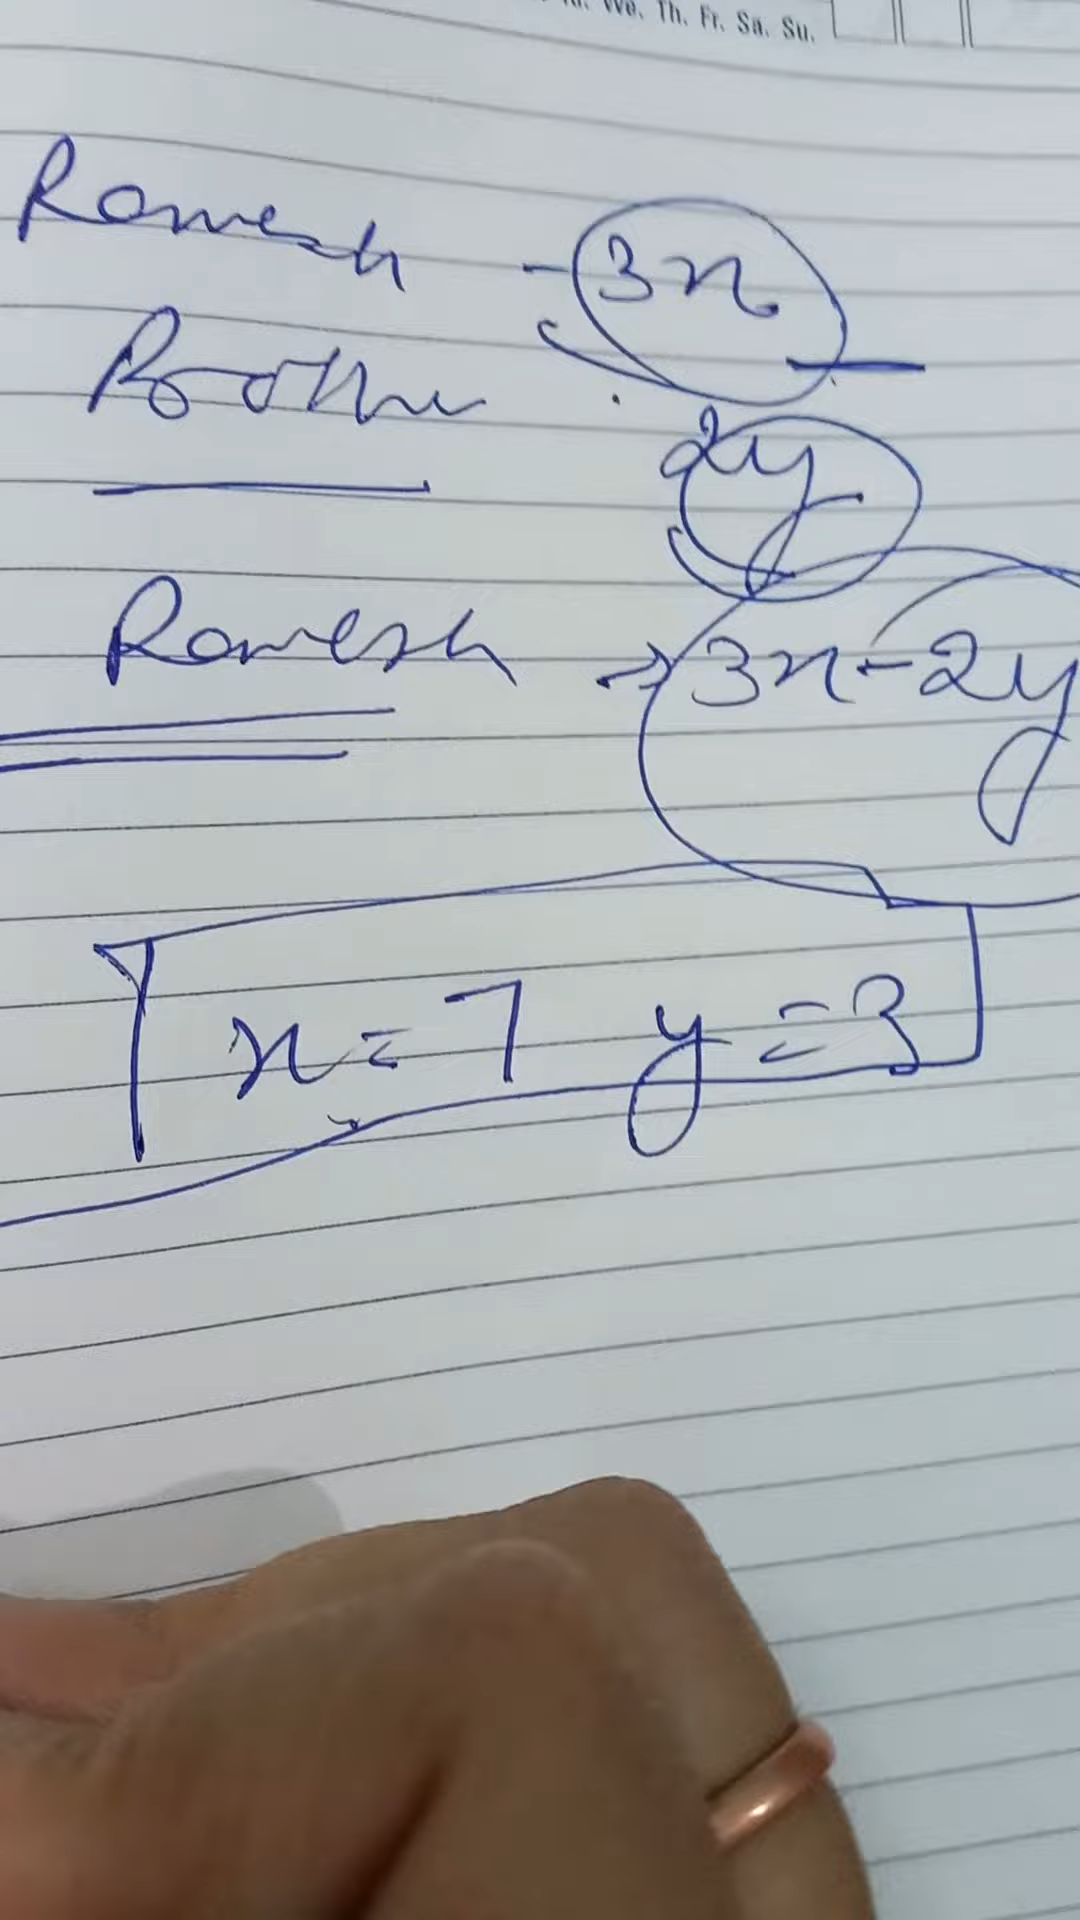 We. Th. Fr. Sa. Su.
Ramesh - 3x
Brother 2y
Ramesh → 3x-2y
x=7 y=3